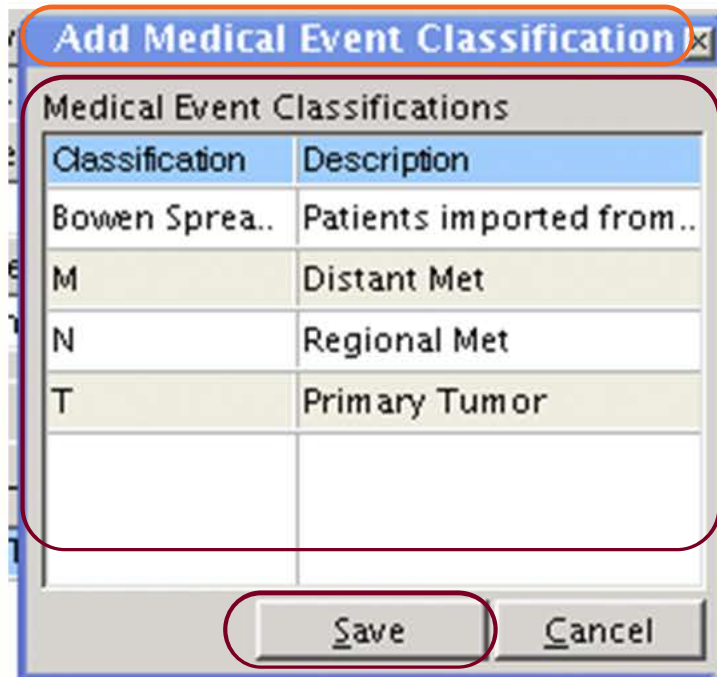 Add Medical Event Classification
Medical Event Classifications
Classification Description
Bowen Sprea.. Patients imported from..
M Distant Met
N Regional Met
T Primary Tumor
Save Cancel